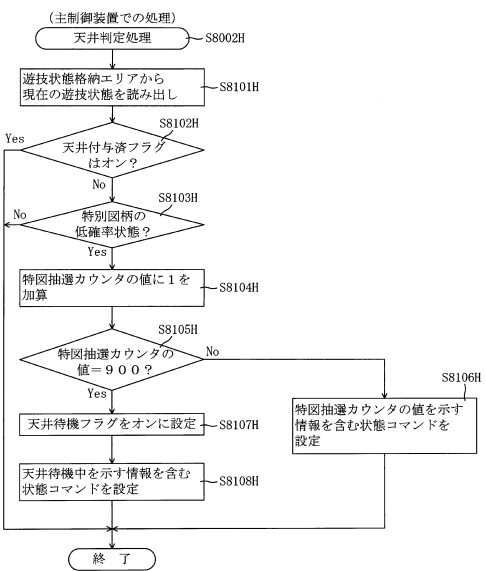 （主制御装置での処理）
天井判定処理
S8002H
遊技状態格納エリアから
現在の遊技状態を読み出し
S8101H
S8102H
Yes
天井付与済フラグ
はオン？
No
S8103H
No
特別図柄の
低確率状態？
Yes
特図抽選カウンタの値に１を
加算
S8104H
S8105H
特図抽選カウンタの
値＝９００？
No
Yes
S8106H
特図抽選カウンタの値を示す
情報を含む状態コマンドを
設定
天井待機フラグをオンに設定
S8107H
天井待機中を示す情報を含む
状態コマンドを設定
S8108H
終 了